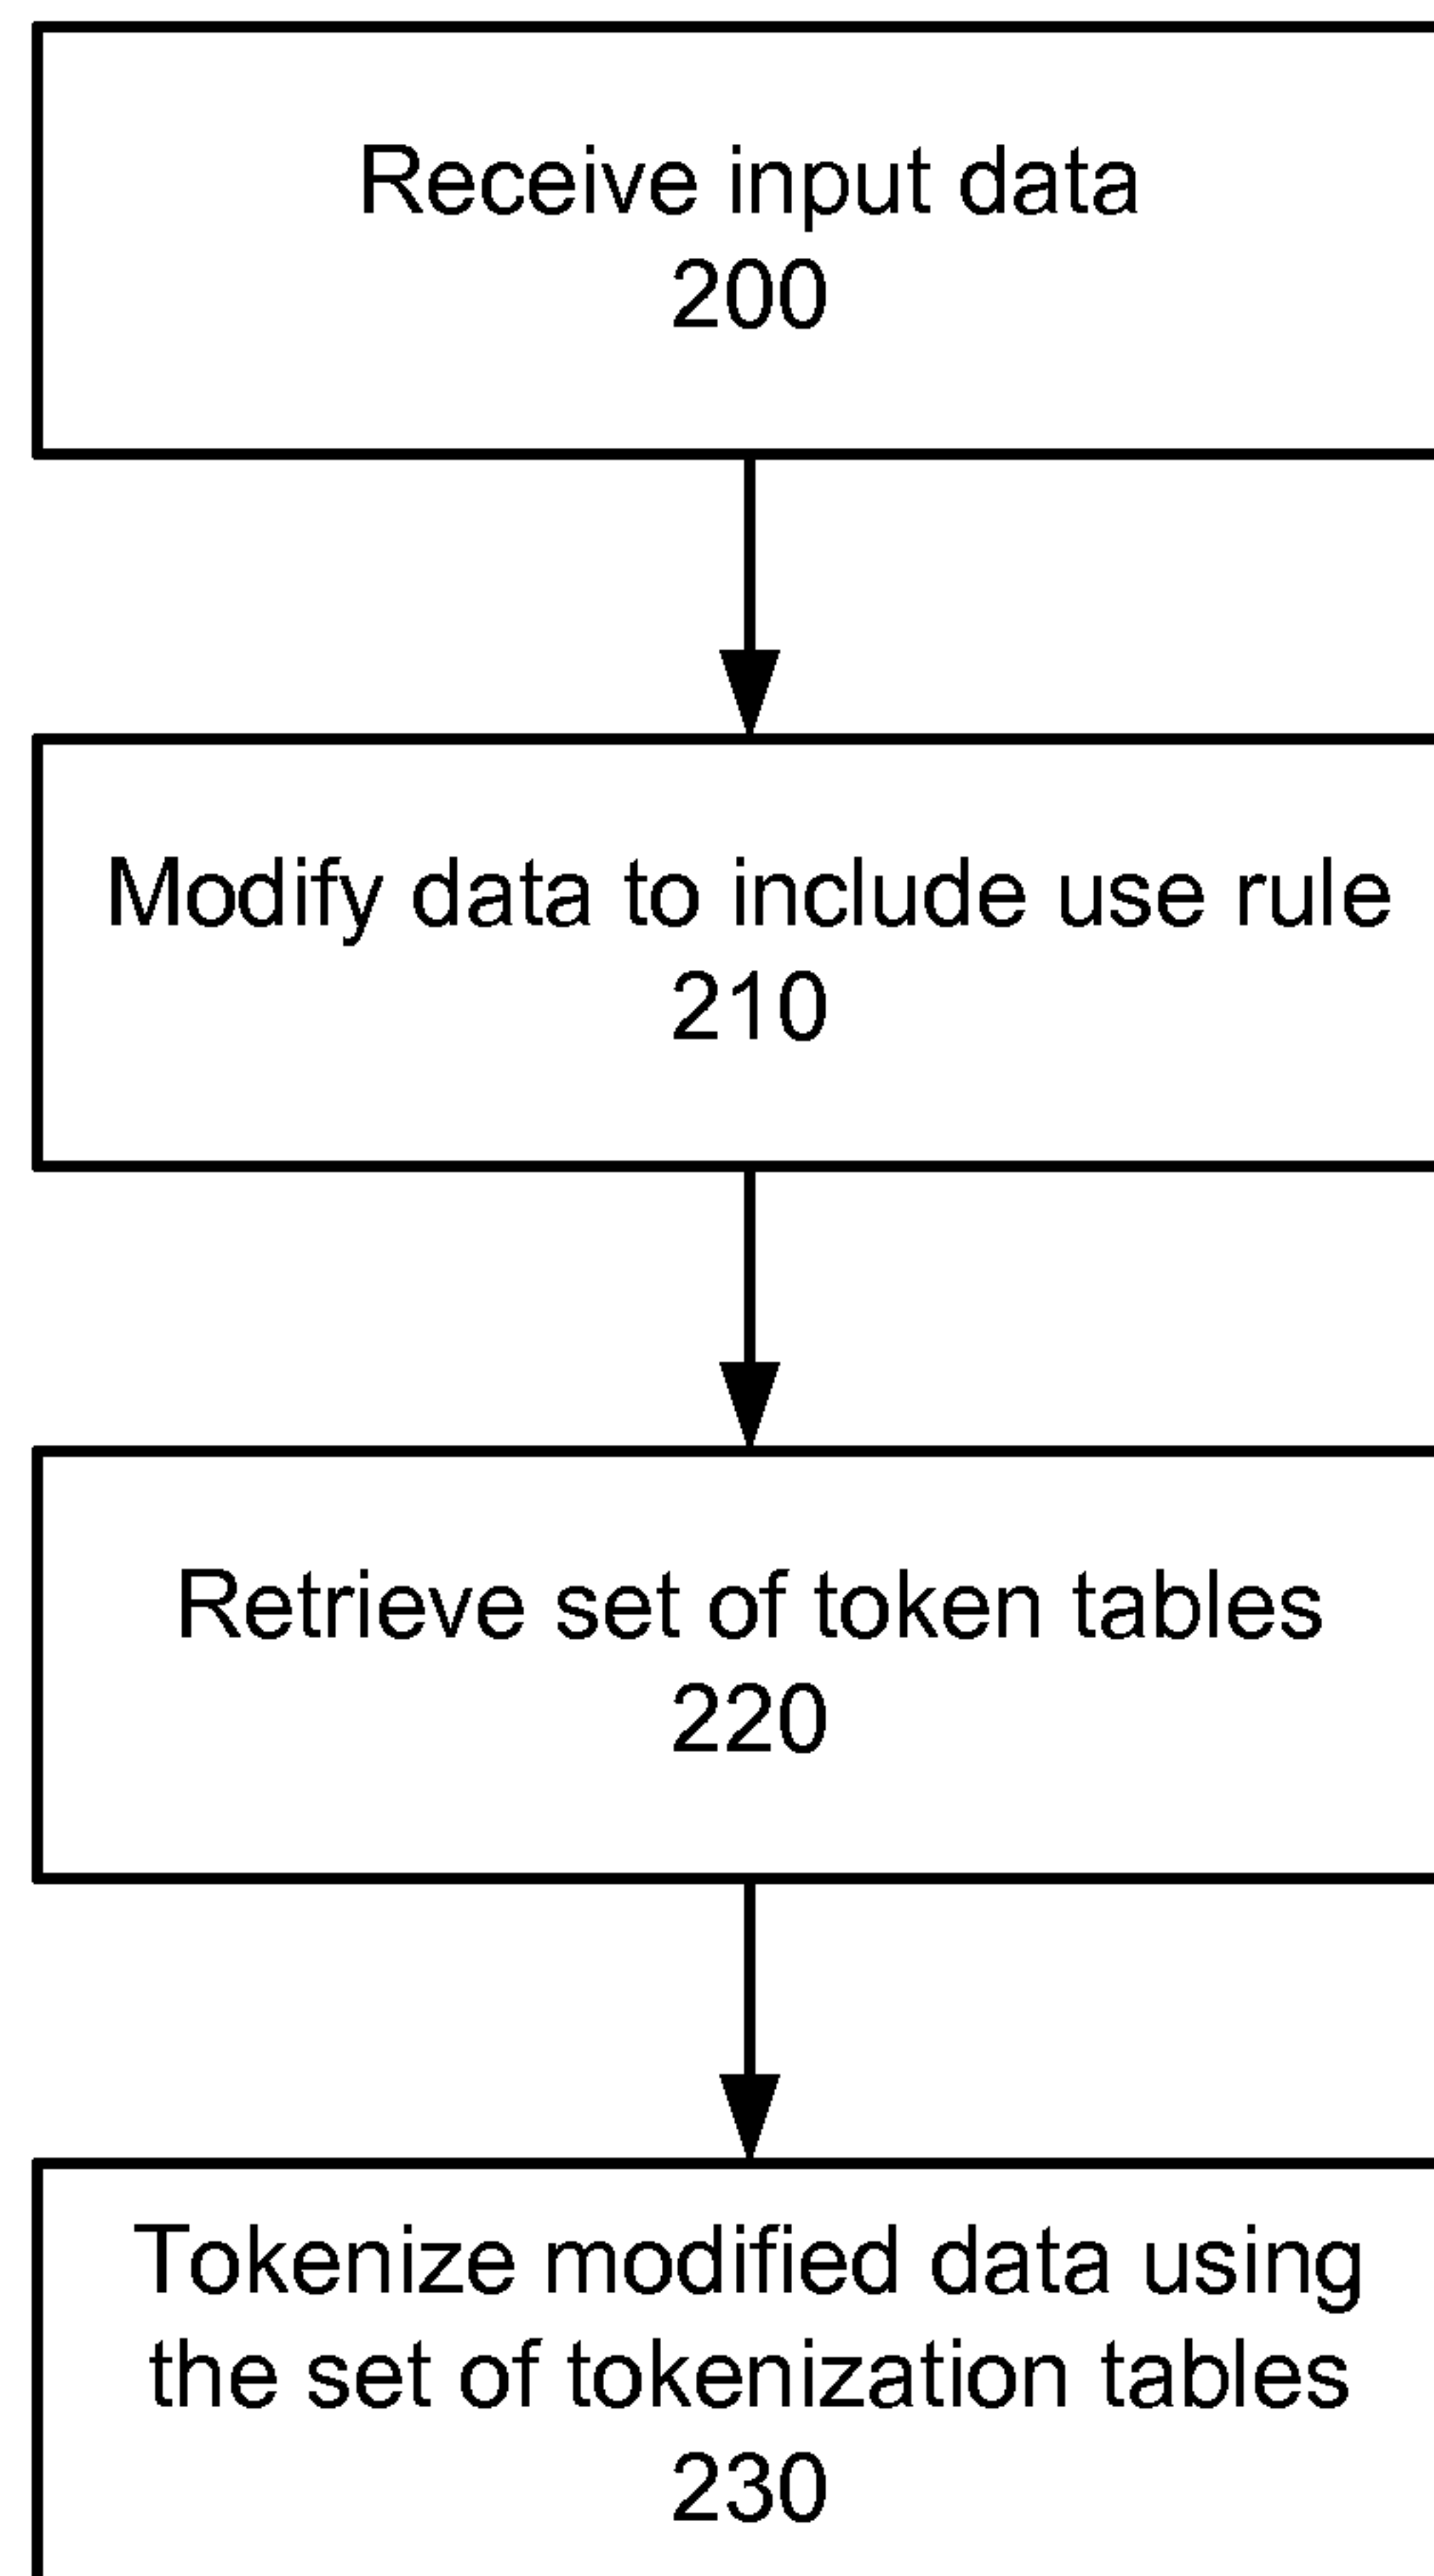 Receive input data
200
Modify data to include use rule
210
Retrieve set of token tables
220
Tokenize modified data using
the set of tokenization tables
230